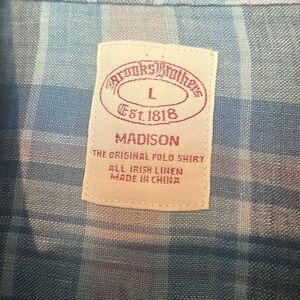 Brooks Brothers
L
Est. 1818
MADISON
THE ORIGINAL POLO SHIRT
ALL IRISH LINEN
MADE IN CHINA